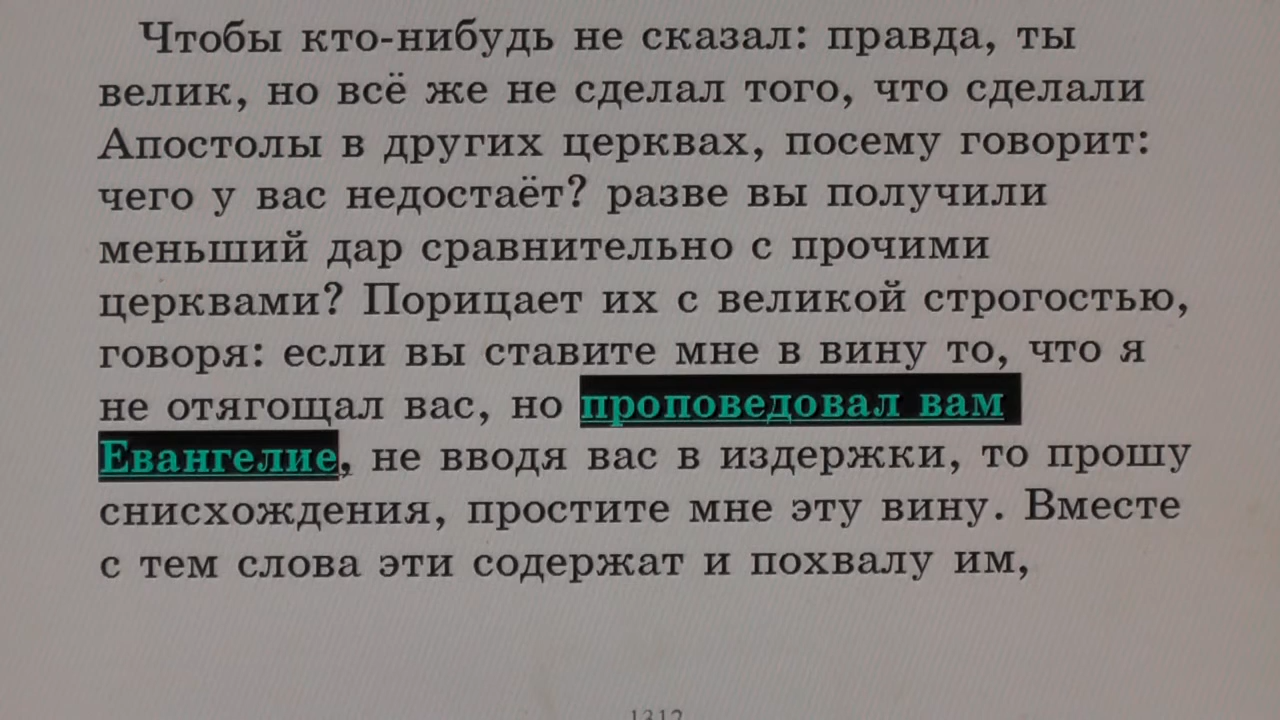 Чтобы кто-нибудь не сказал: правда, ты
велик, но всё же не сделал того, что сделали
Апостолы в других церквах, посему говорит:
чего у вас недостаёт? разве вы получили
меньший дар сравнительно с прочими
церквами? Порицает их с великой строгостью,
говоря: если вы ставите мне в вину то, что я
не отягощал вас, но проповедовал вам
Евангелие, не вводя вас в издержки, то прошу
снисхождения, простите мне эту вину. Вместе
с тем слова эти содержат и похвалу им,